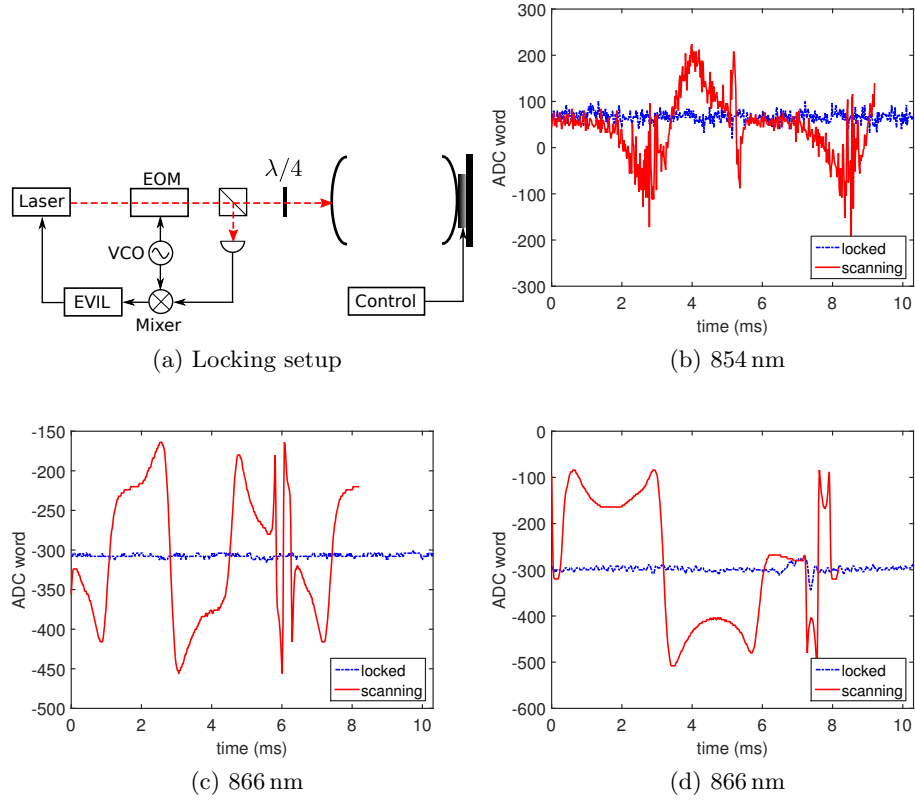 Laser
EOM
λ/4
VCO
EVIL
Mixer
Control
(a) Locking setup
300
200
100
0
-100
-200
-300
ADC word
0 2 4 6 8 10
time (ms)
locked
scanning
(b) 854 nm
-150
-200
-250
-300
-350
-400
-450
-500
ADC word
0 2 4 6 8 10
time (ms)
locked
scanning
(c) 866 nm
0
-100
-200
-300
-400
-500
-600
ADC word
0 2 4 6 8 10
time (ms)
locked
scanning
(d) 866 nm